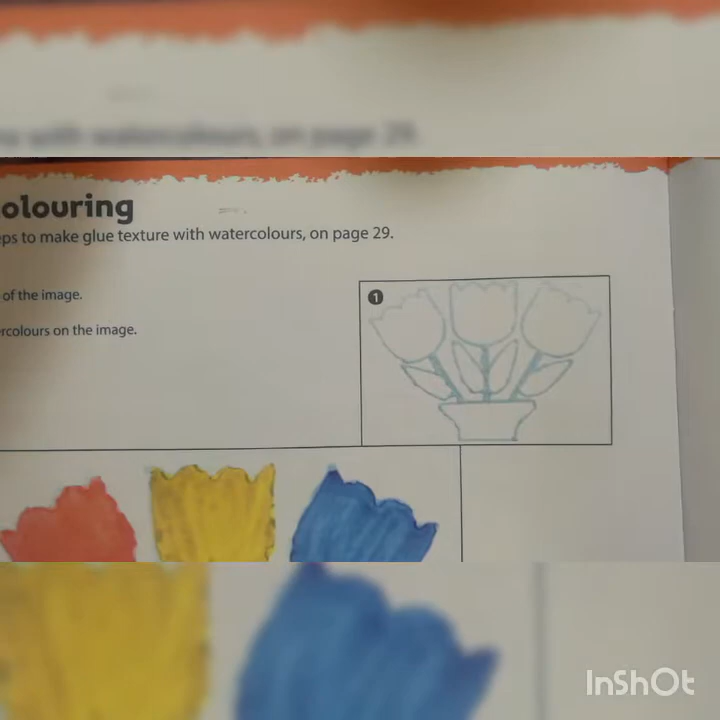 olouring
eps to make glue texture with watercolours, on page 29.
of the image.
rcolours on the image.
1
InShOt